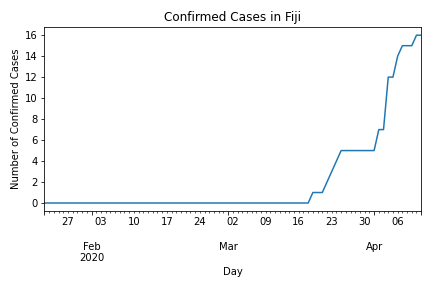 Confirmed Cases in Fiji
Number of Confirmed Cases
16
14
12
10
8
6
4
2
0
27 03 10 17 24 02 09 16 23 30 06
Feb Mar Apr
2020
Day